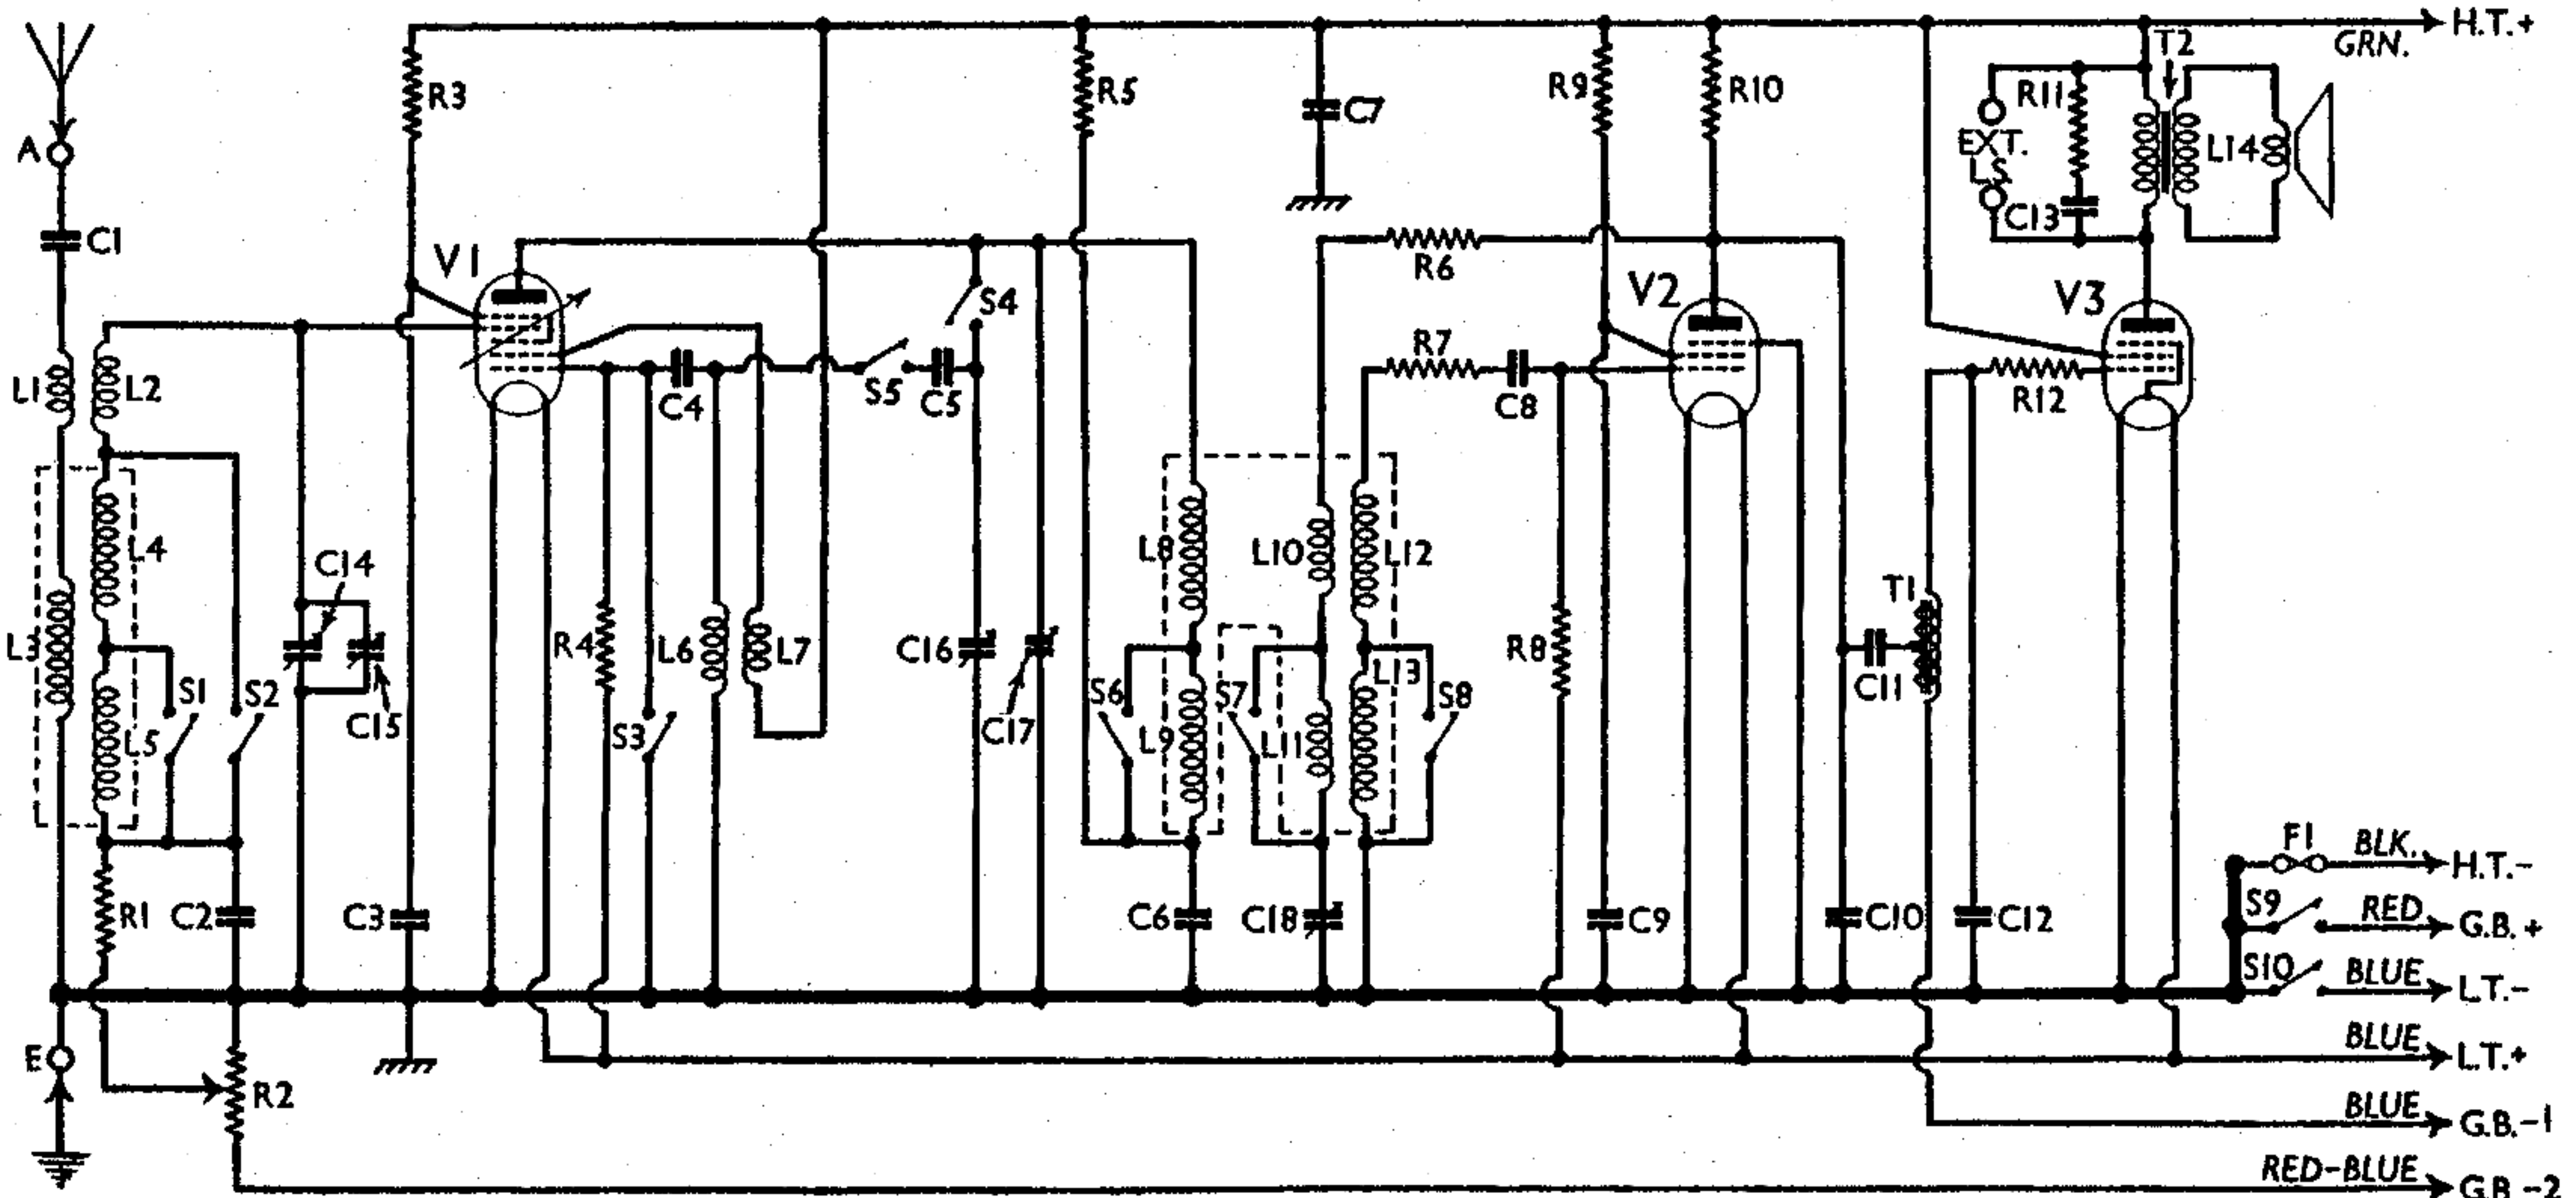 H.T.+
GRN.
T2
R3
R5
C7
R9
R10
R11
EXT.
LS.
C13
L14
A
C1
V1
S4
R6
V2
V3
L1
L2
C4
S5
C5
R7
C8
R12
L4
C14
L3
R4
L6
L7
C16
L8
L10
L12
R8
T1
C11
S1
S2
C15
L5
S3
C17
S6
L9
S7
L11
L13
S8
F1
BLK.
H.T.-
R1
C2
C3
C6
C18
C9
C10
C12
S9
RED
G.B.+
S10
BLUE
L.T.-
E
R2
BLUE
L.T.+
BLUE
G.B.-1
RED-BLUE
G.B.-2